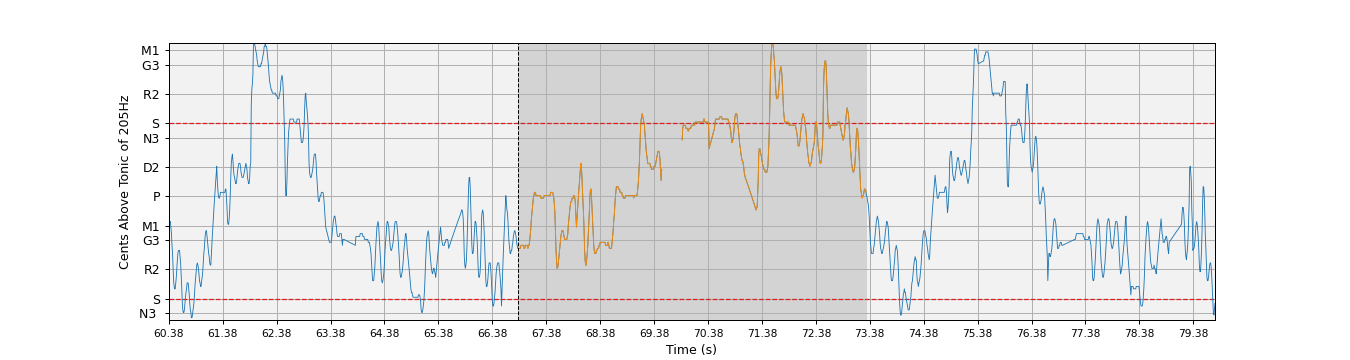 M1
G3
R2
S
N3
D2
P
M1
G3
R2
S
N3
Cents Above Tonic of 205Hz
60.38 61.38 62.38 63.38 64.38 65.38 66.38 67.38 68.38 69.38 70.38 71.38 72.38 73.38 74.38 75.38 76.38 77.38 78.38 79.38
Time (s)